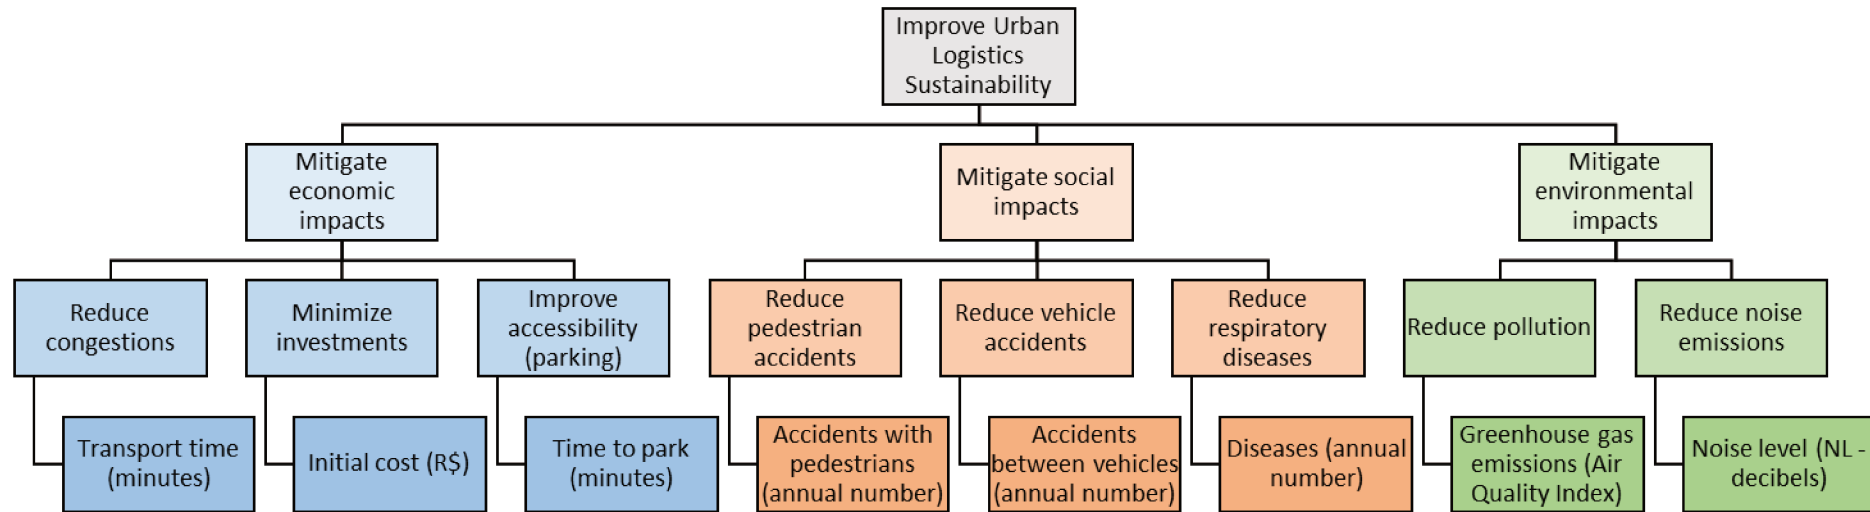 Improve Urban
Logistics
Sustainability
Mitigate
economic
impacts
Mitigate social
impacts
Mitigate
environmental
impacts
Reduce
congestions
Minimize
investments
Improve
accessibility
(parking)
Reduce
pedestrian
accidents
Reduce vehicle
accidents
Reduce
respiratory
diseases
Reduce pollution
Reduce noise
emissions
Transport time
(minutes)
Initial cost (R$)
Time to park
(minutes)
Accidents with
pedestrians
(annual number)
Accidents
between vehicles
(annual number)
Diseases (annual
number)
Greenhouse gas
emissions (Air
Quality Index)
Noise level (NL -
decibels)